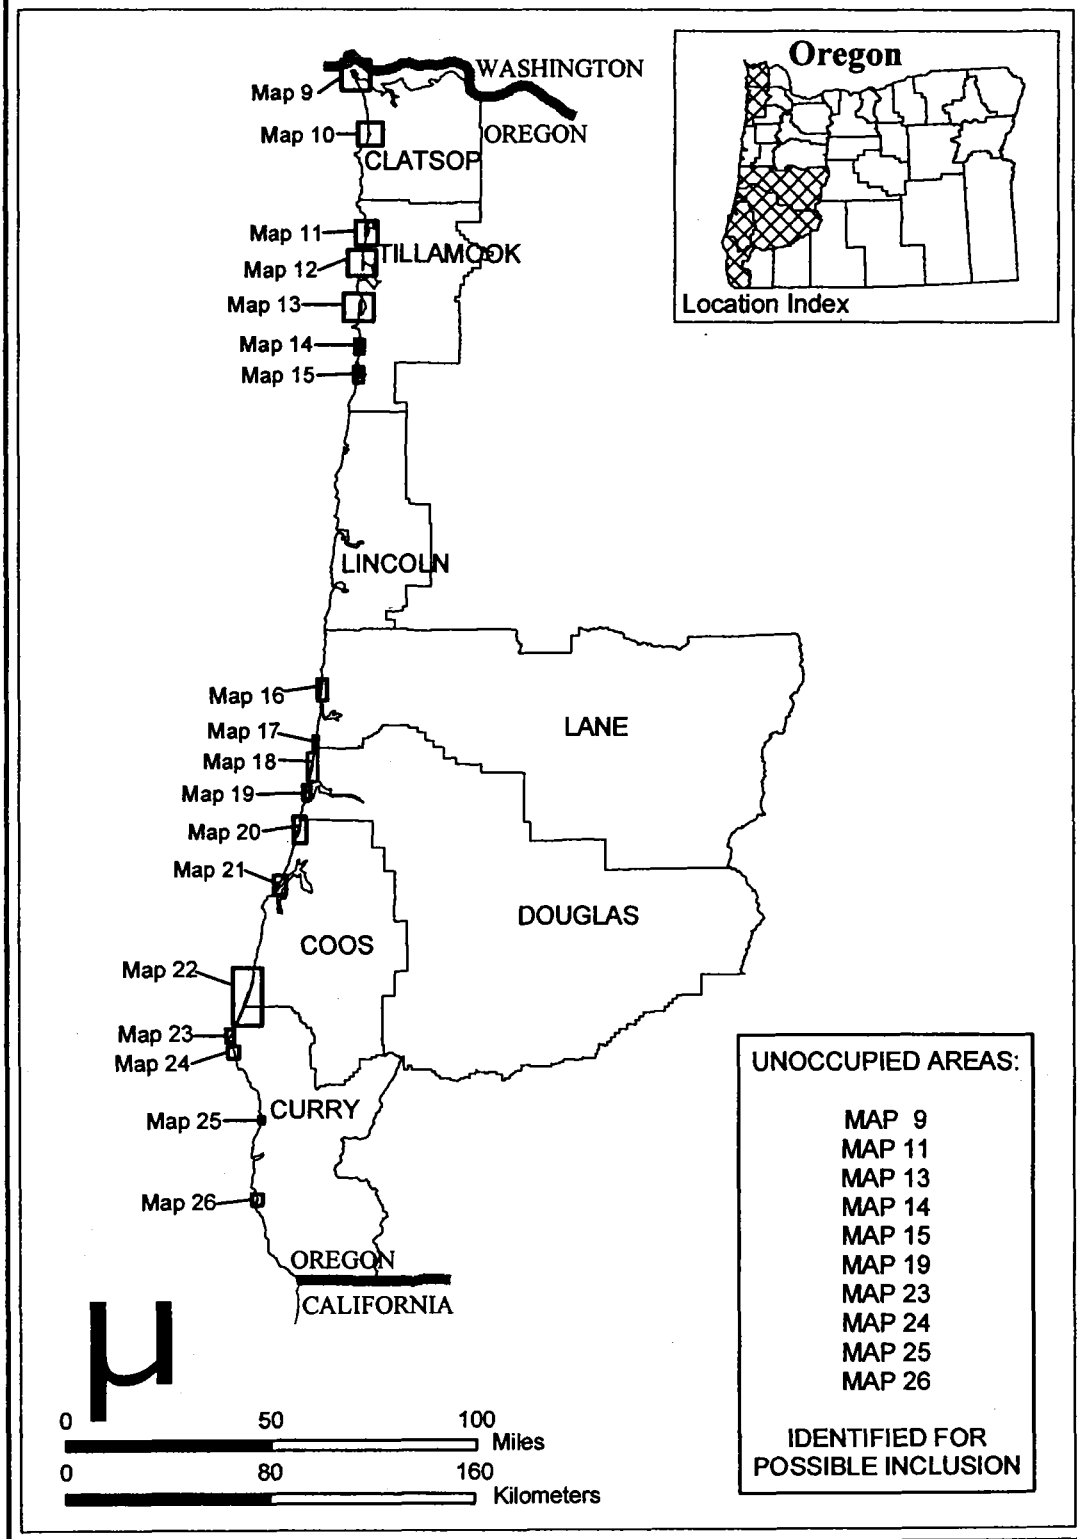 Oregon
Location Index
WASHINGTON
OREGON
Map 9
Map 10
CLATSOP
Map 11
TILLAMOOK
Map 12
Map 13
Map 14
Map 15
LINCOLN
Map 16
LANE
Map 17
Map 18
Map 19
Map 20
Map 21
DOUGLAS
COOS
Map 22
Map 23
Map 24
CURRY
Map 25
Map 26
OREGON
CALIFORNIA
UNOCCUPIED AREAS:
MAP 9
MAP 11
MAP 13
MAP 14
MAP 15
MAP 19
MAP 23
MAP 24
MAP 25
MAP 26
IDENTIFIED FOR
POSSIBLE INCLUSION
µ
0 50 100
Miles
0 80 160
Kilometers